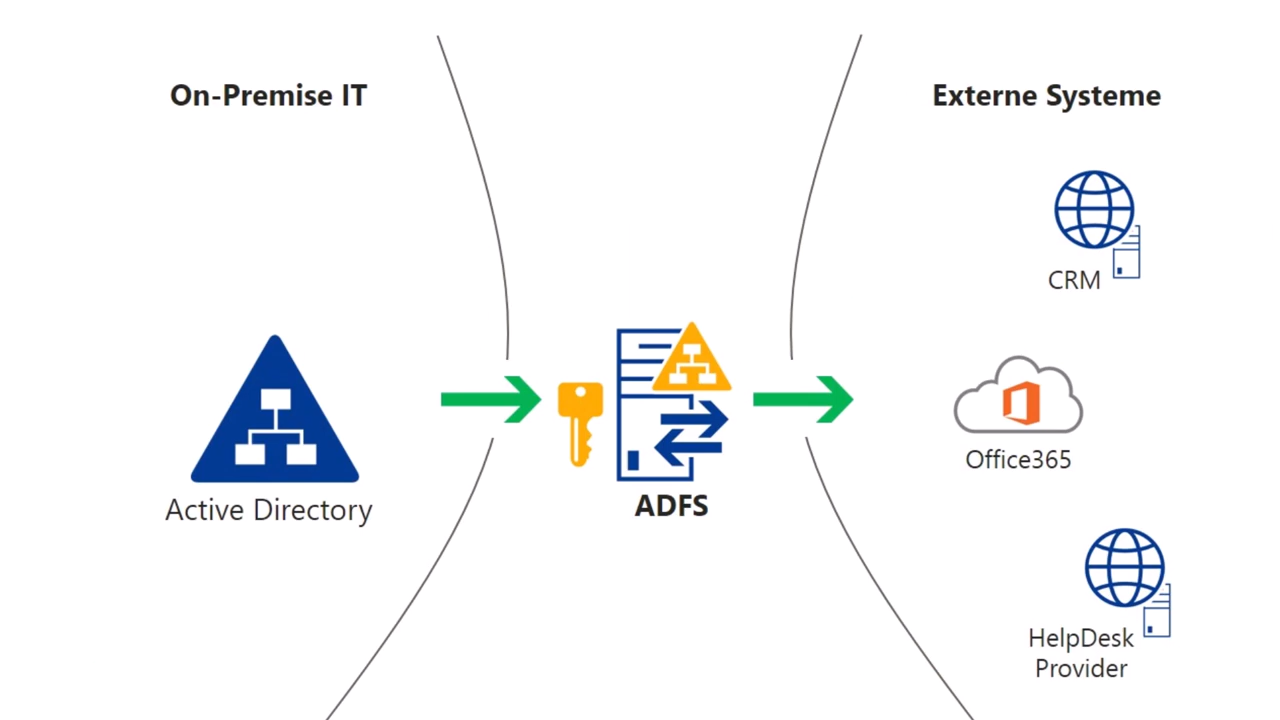 On-Premise IT
Externe Systeme
CRM
Active Directory
ADFS
Office365
HelpDesk
Provider